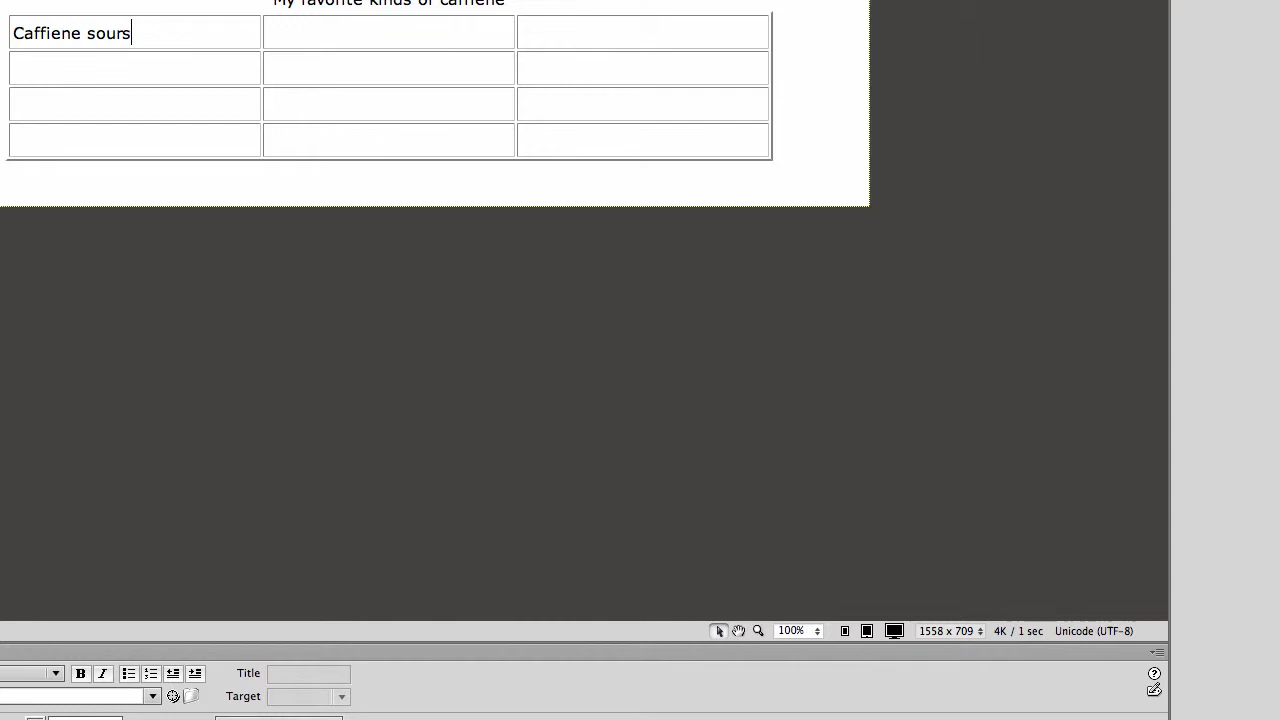 My favorite kinds of caffiene
Caffiene sours
100%
1558 x 709
4K / 1 sec
Unicode (UTF-8)
B
I
Title
Target